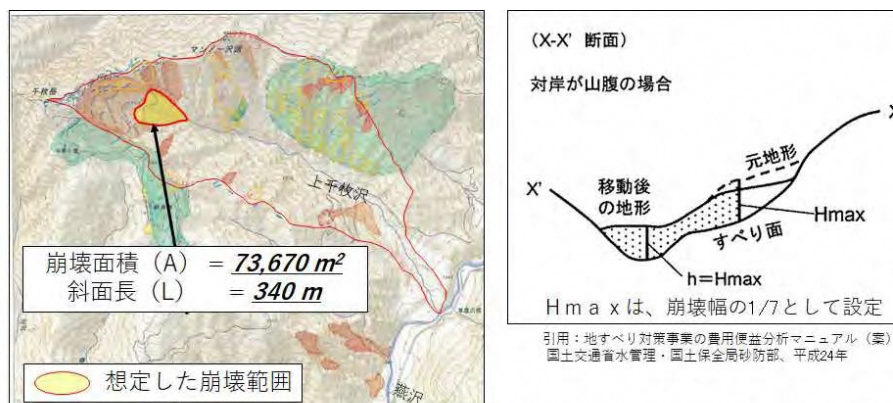 マンノー沢頭
千枚岳
上千枚沢
燕沢
崩壊面積（A） = 73,670 m²
斜面長（L） = 340 m
想定した崩壊範囲
（X-X' 断面）
対岸が山腹の場合
X
X'
元地形
移動後
の地形
Hmax
すべり面
h=Hmax
Ｈｍａｘは、崩壊幅の1/7として設定
引用：地すべり対策事業の費用便益分析マニュアル（案）
国土交通省水管理・国土保全局砂防部、平成24年